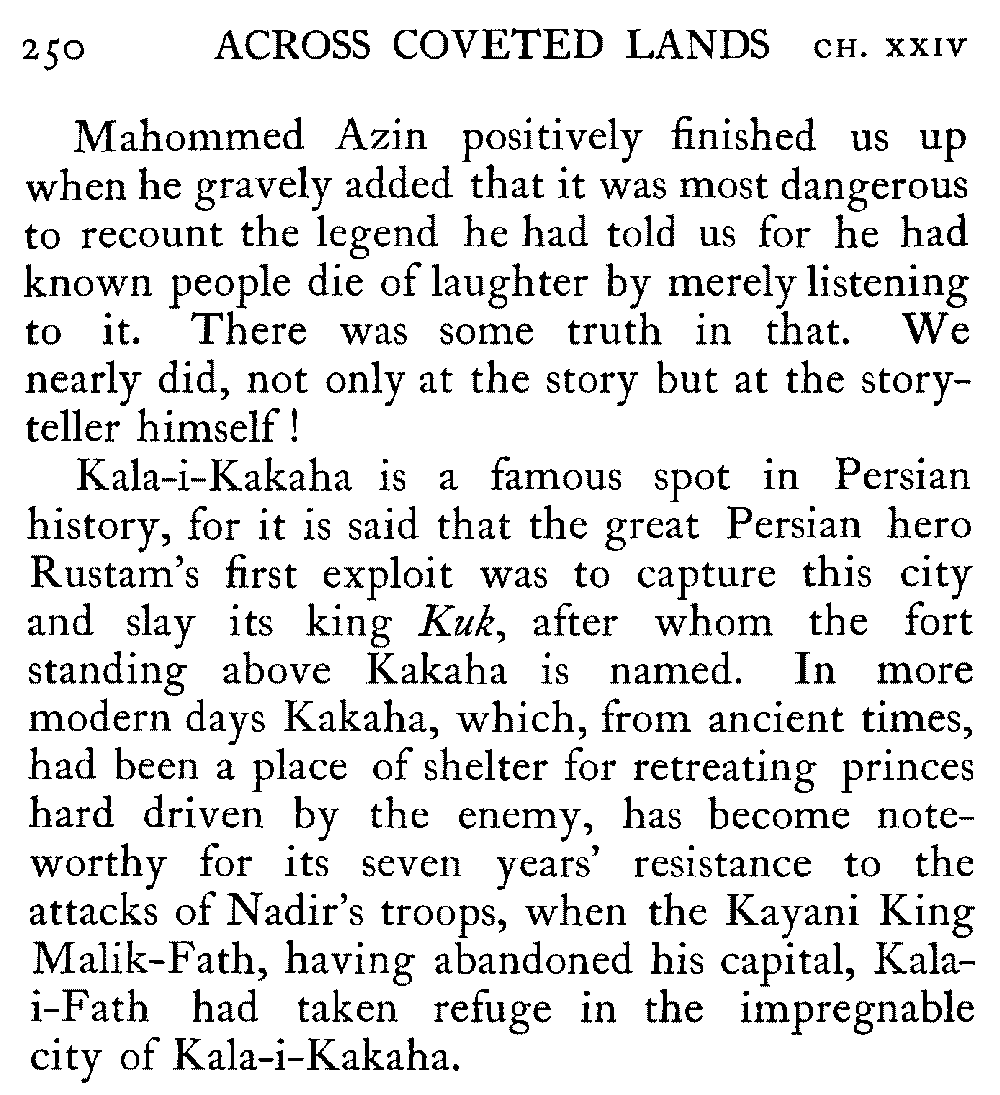 250 ACROSS COVETED LANDS CH. XXIV
Mahommed Azin positively finished us up
when he gravely added that it was most dangerous
to recount the legend he had told us for he had
known people die of laughter by merely listening
to it. There was some truth in that. We
nearly did, not only at the story but at the story-
teller himself!
Kala-i-Kakaha is a famous spot in Persian
history, for it is said that the great Persian hero
Rustam's first exploit was to capture this city
and slay its king Kuk, after whom the fort
standing above Kakaha is named. In more
modern days Kakaha, which, from ancient times,
had been a place of shelter for retreating princes
hard driven by the enemy, has become note-
worthy for its seven years' resistance to the
attacks of Nadir's troops, when the Kayani King
Malik-Fath, having abandoned his capital, Kala-
i-Fath had taken refuge in the impregnable
city of Kala-i-Kakaha.